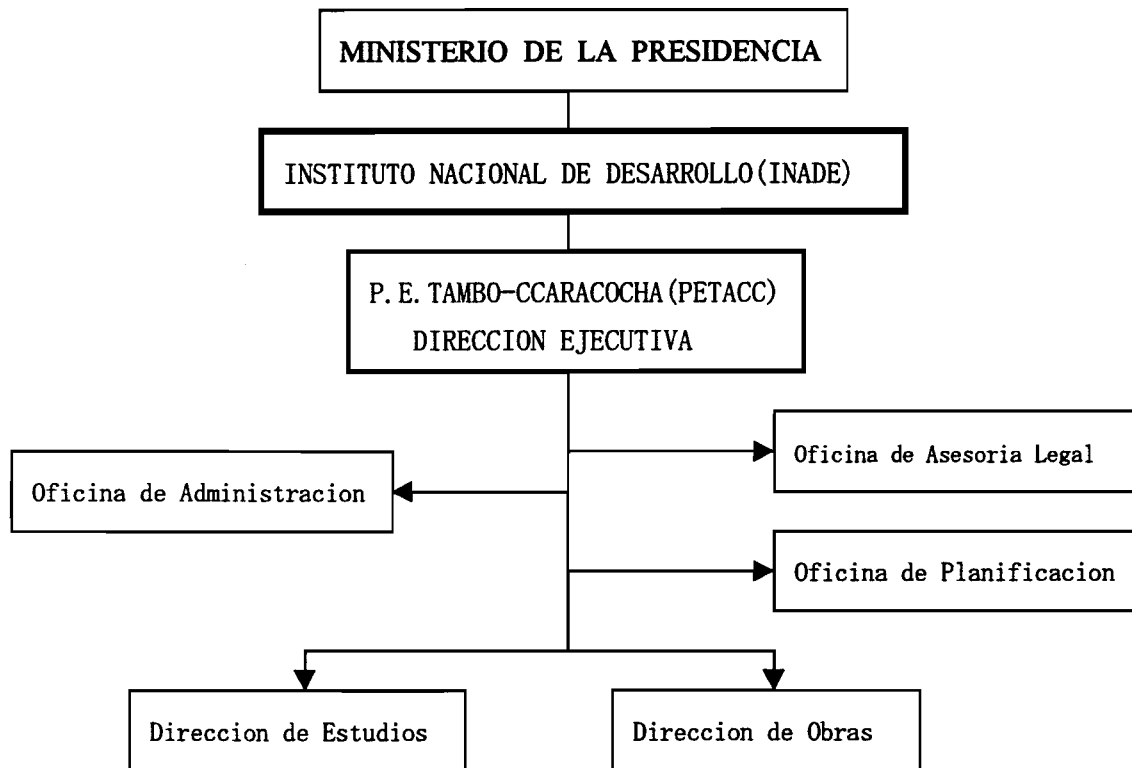 MINISTERIO DE LA PRESIDENCIA
INSTITUTO NACIONAL DE DESARROLLO(INADE)
P. E. TAMBO-CCARACOCHA(PETACC)
DIRECCION EJECUTIVA
Oficina de Asesoria Legal
Oficina de Administracion
Oficina de Planificacion
Direccion de Estudios
Direccion de Obras